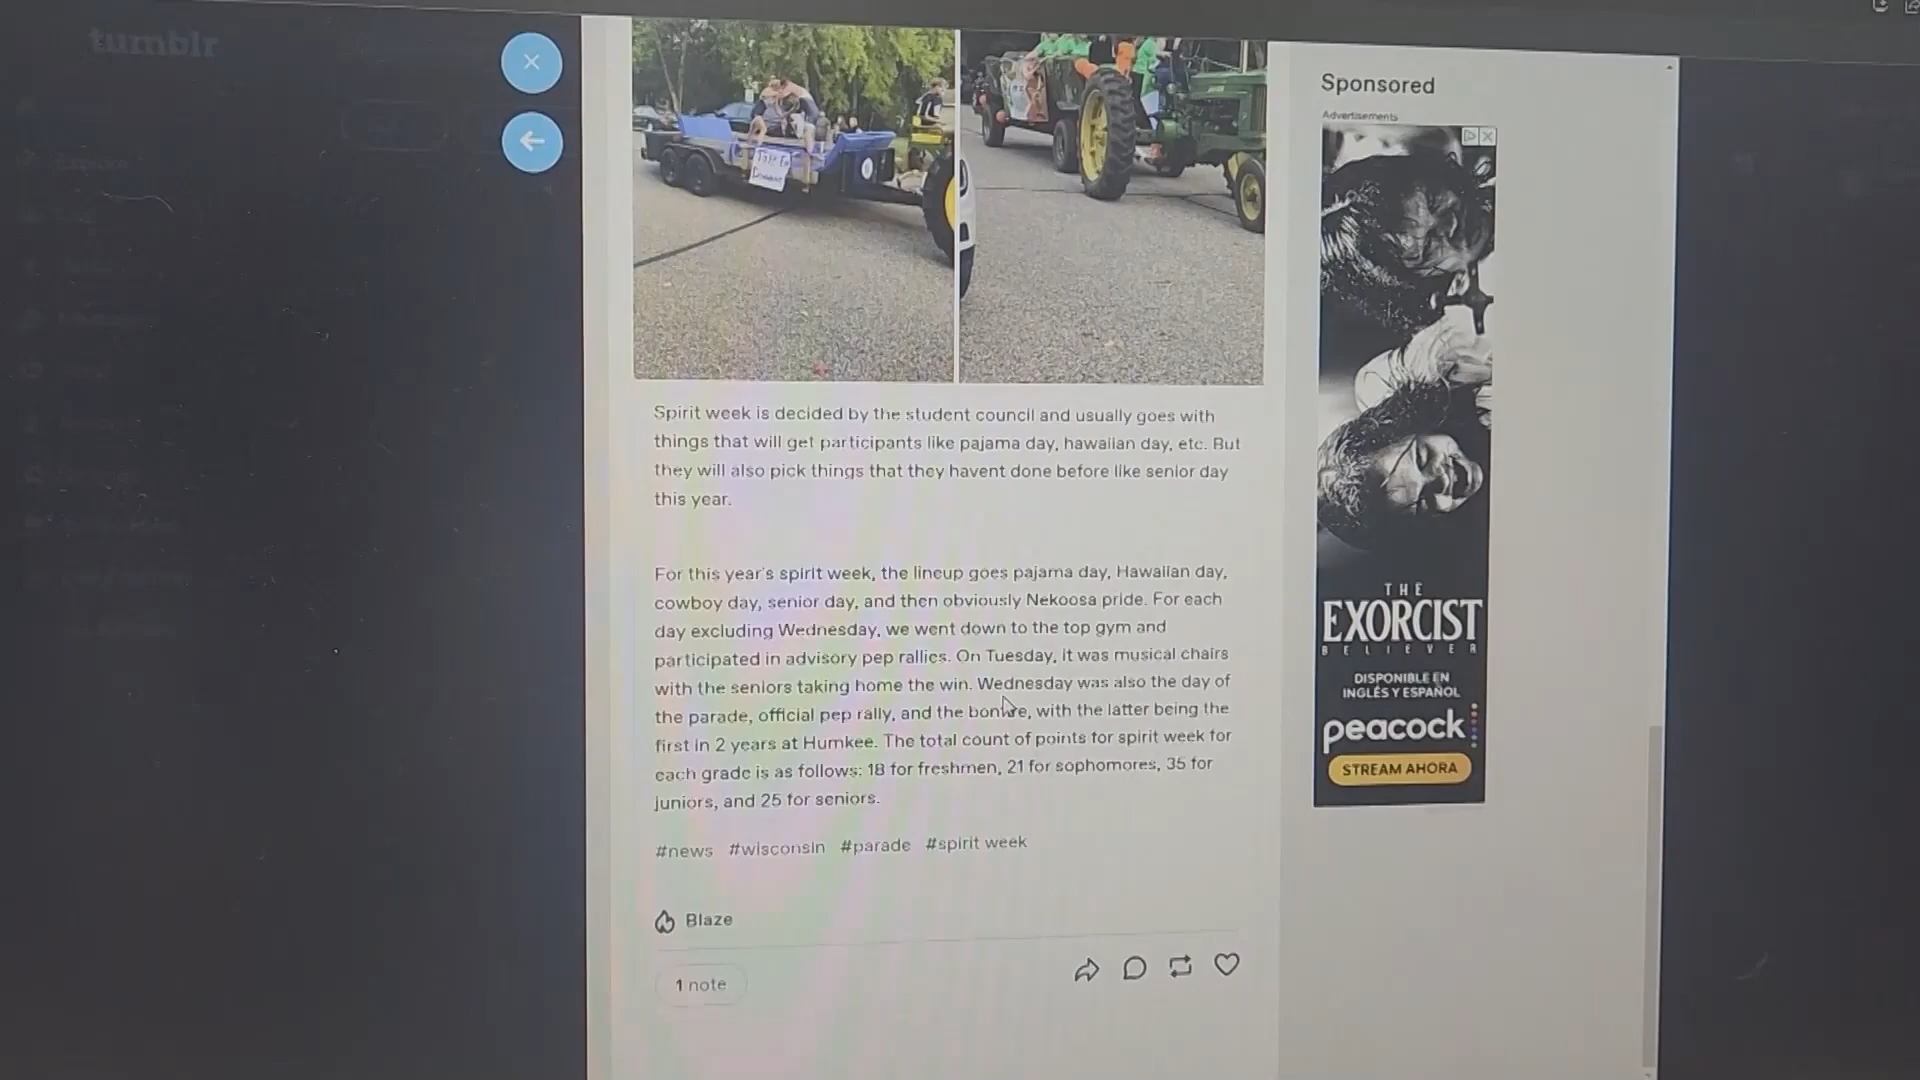 tumblr
Spirit week is decided by the student council and usually goes with
things that will get participants like pajama day, hawaiian day, etc. But
they will also pick things that they havent done before like senior day
this year.
For this year's spirit week, the lineup goes pajama day, Hawaiian day,
cowboy day, senior day, and then obviously Nekoosa pride. For each
day excluding Wednesday, we went down to the top gym and
participated in advisory pep rallies. On Tuesday, it was musical chairs
with the seniors taking home the win. Wednesday was also the day of
the parade, official pep rally, and the bonfire, with the latter being the
first in 2 years at Humkee. The total count of points for spirit week for
each grade is as follows: 18 for freshmen, 21 for sophomores, 35 for
juniors, and 25 for seniors.
#news #wisconsin #parade #spirit week
Blaze
1 note
Sponsored
Advertisements
THE
EXORCIST
BELIEVER
DISPONIBLE EN
INGLÉS Y ESPAÑOL
peacock
STREAM AHORA